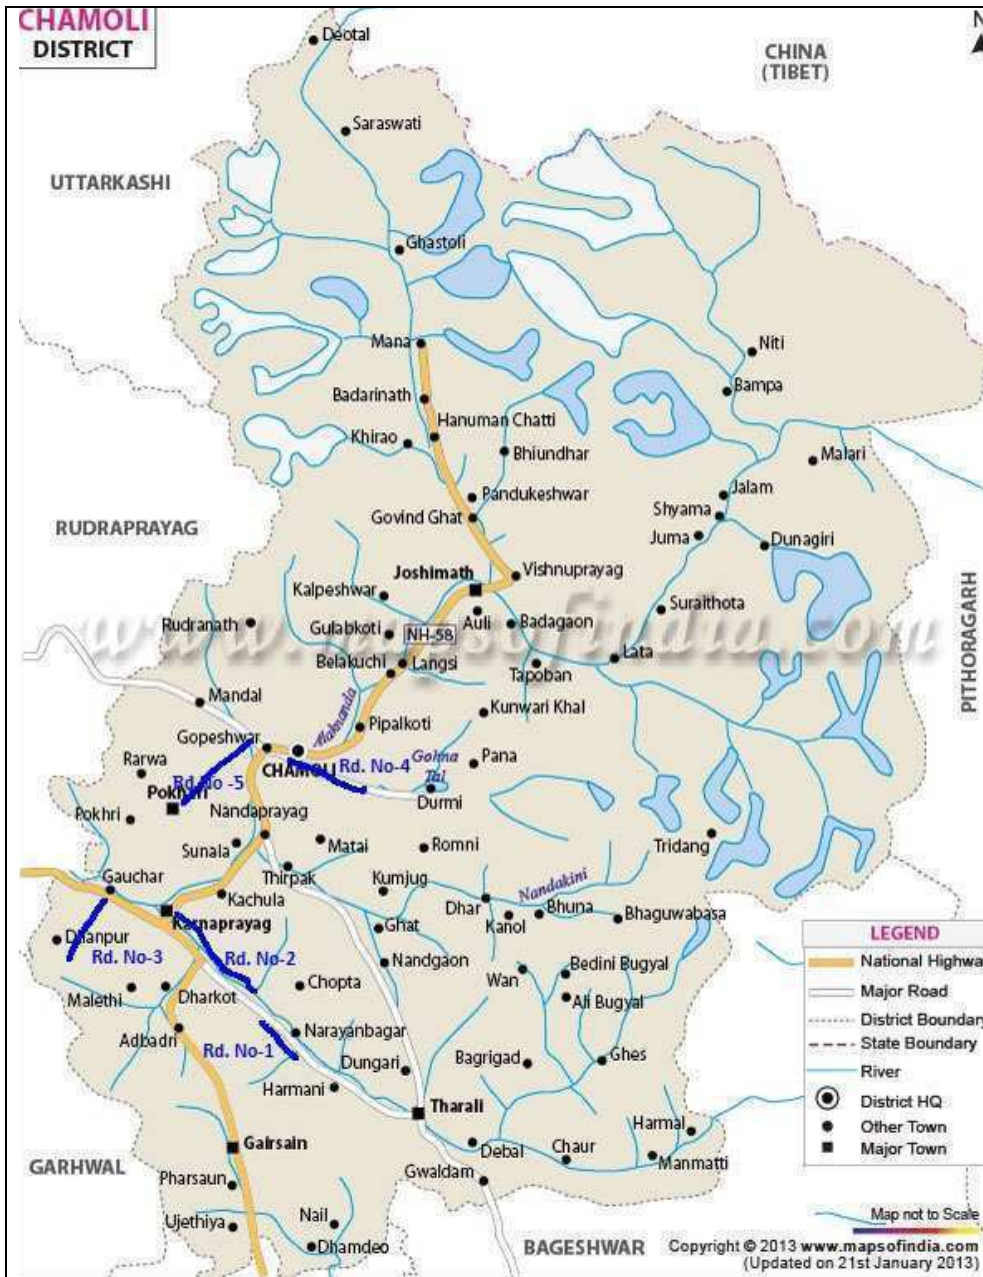 CHAMOLI
DISTRICT
N
Deotal
CHINA
(TIBET)
Saraswati
UTTARKASHI
Ghastoli
Mana
Niti
Bampa
Badarinath
Hanuman Chatti
Khirao
Bhiundhar
Malari
Pandukeshwar
Jalam
Shyama
Govind Ghat
RUDRAPRAYAG
Juma
Dunagiri
Joshimath
Vishnuprayag
Kalpeshwar
PITHORAGARH
Auli
Suraithota
Rudranath
Gulabkoti
NH-58
Badagaon
www.mapsofindia.com
Belakuchi
Langsi
Lata
Tapoban
Mandal
Alaknanda
Kunwari Khal
Pipalkoti
Gopeshwar
Rarwa
CHAMOLI
Rd. No-4
Gohna
Tal
Pana
Rd. No -5
Pokhri
Durmi
Pokhri
Nandaprayag
Sunala
Matai
Romni
Tridang
Thirpak
Gauchar
Kumjug
Nandakini
Kachula
Dhar
Bhuna
Kanol
Bhaguwabasa
Karnaprayag
Ghat
Dhanpur
Rd. No-3
Rd. No-2
Nandgaon
Wan
Bedini Bugyal
Malethi
Dharkot
Chopta
Ali Bugyal
Adbadri
Rd. No-1
Narayanbagar
Dungari
Bagrigad
Ghes
Harmani
Tharali
Gairsain
Debal
Chaur
Harmal
Manmatti
GARHWAL
Pharsaun
Gwaldam
Ujethiya
Nail
Dhamdeo
BAGESHWAR
LEGEND
National Highwa
Major Road
District Boundary
State Boundary
River
District HQ
Other Town
Major Town
Map not to Scale
Copyright © 2013 www.mapsofindia.com
(Updated on 21st January 2013)